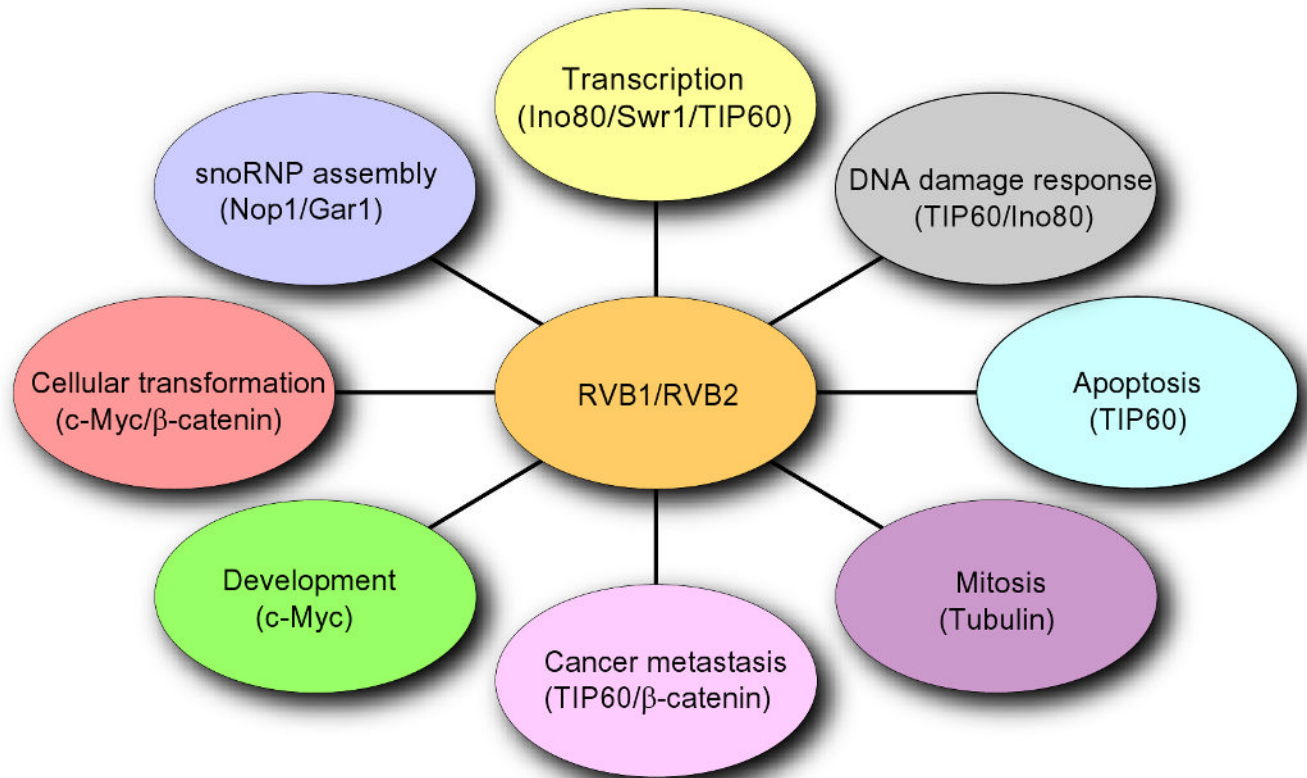 Transcription
(Ino80/Swr1/TIP60)
snoRNP assembly
(Nop1/Gar1)
DNA damage response
(TIP60/Ino80)
Cellular transformation
(c-Myc/β-catenin)
RVB1/RVB2
Apoptosis
(TIP60)
Development
(c-Myc)
Mitosis
(Tubulin)
Cancer metastasis
(TIP60/β-catenin)